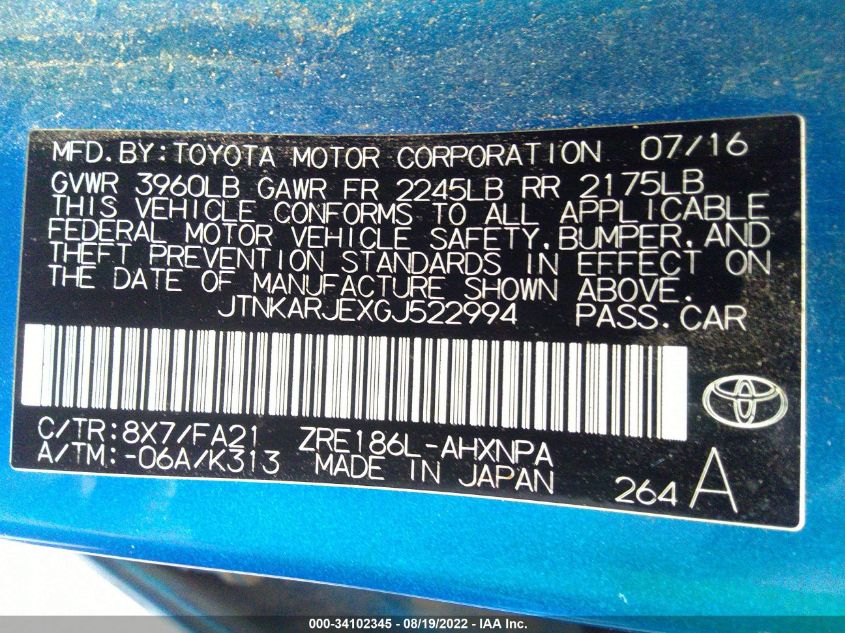 MFD.BY:TOYOTA MOTOR CORPORATION 07/16
GVWR 3960LB GAWR FR 2245LB RR 2175LB
THIS VEHICLE CONFORMS TO ALL APPLICABLE
FEDERAL MOTOR VEHICLE SAFETY,BUMPER,AND
THEFT PREVENTION STANDARDS IN EFFECT ON
THE DATE OF MANUFACTURE SHOWN ABOVE.
JTNKARJEXGJ522994 PASS.CAR
C/TR:8X7/FA21 ZRE186L-AHXNPA
A/TM:-06A/K313 MADE IN JAPAN 264 A
000-34102345 - 08/19/2022 - IAA Inc.